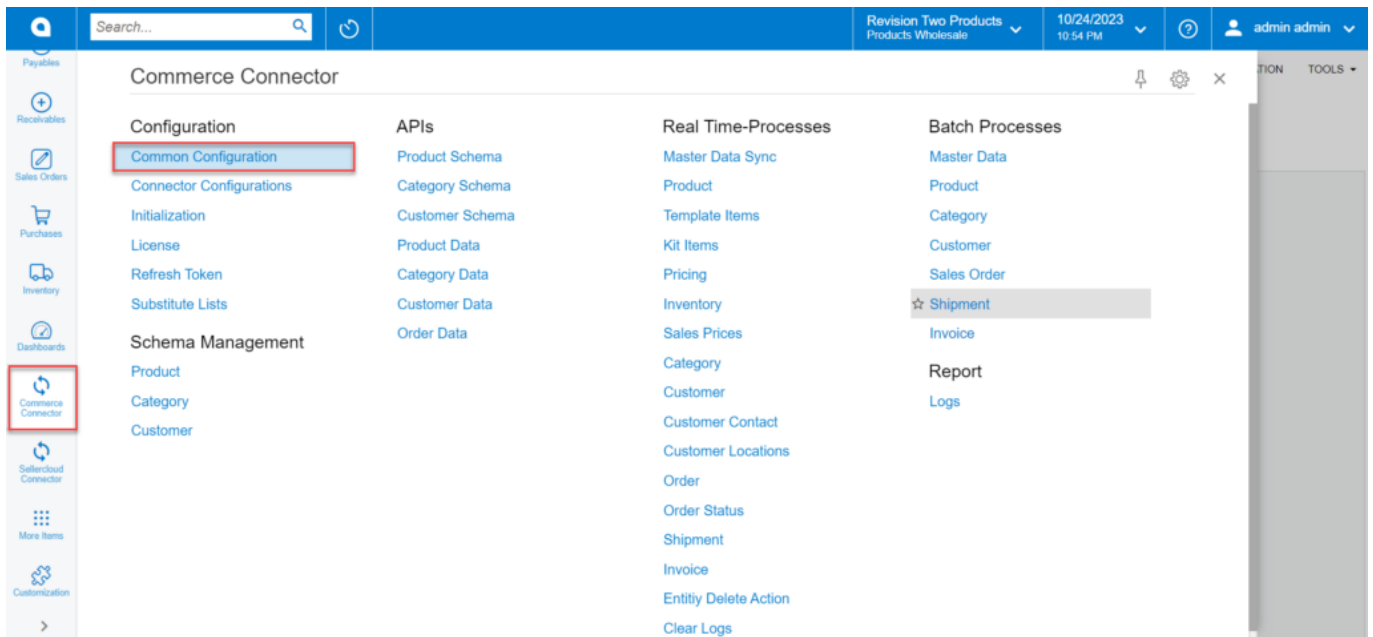 Search...
Revision Two Products
Products Wholesale
10/24/2023
10:54 PM
admin admin
Payables
Receivables
Sales Orders
Purchases
Inventory
Dashboards
Commerce
Connector
Sellercloud
Connector
More Items
Customization
TION
TOOLS
Commerce Connector
Configuration
Common Configuration
Connector Configurations
Initialization
License
Refresh Token
Substitute Lists
Schema Management
Product
Category
Customer
APIs
Product Schema
Category Schema
Customer Schema
Product Data
Category Data
Customer Data
Order Data
Real Time-Processes
Master Data Sync
Product
Template Items
Kit Items
Pricing
Inventory
Sales Prices
Category
Customer
Customer Contact
Customer Locations
Order
Order Status
Shipment
Invoice
Entitiy Delete Action
Clear Logs
Batch Processes
Master Data
Product
Category
Customer
Sales Order
Shipment
Invoice
Report
Logs